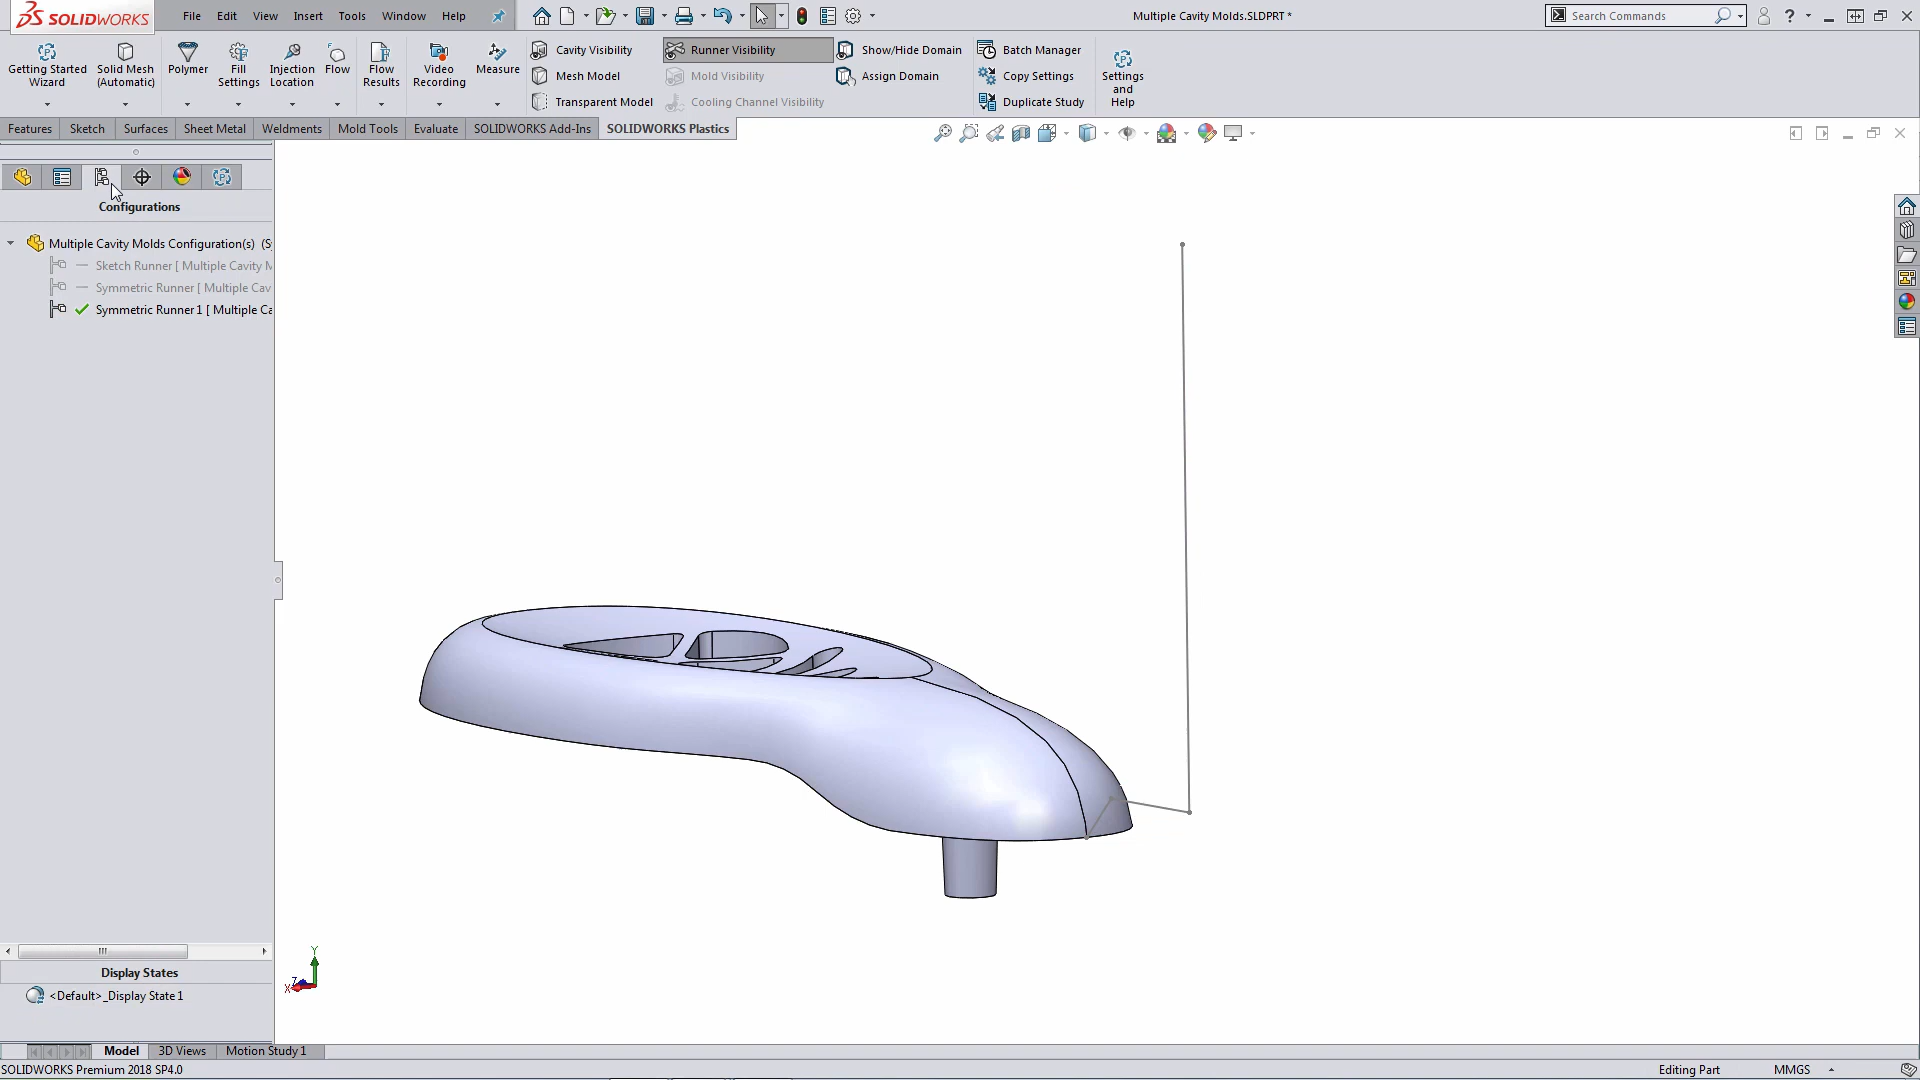 SOLIDWORKS File Edit View Insert Tools Window Help Multiple Cavity Molds.SLDPRT * Search Commands ?
Getting Started Wizard
Solid Mesh (Automatic)
Polymer
Fill Settings
Injection Location
Flow
Flow Results
Video Recording
Measure
Cavity Visibility
Mesh Model
Transparent Model
Runner Visibility
Mold Visibility
Cooling Channel Visibility
Show/Hide Domain
Assign Domain
Batch Manager
Copy Settings
Duplicate Study
Settings and Help
Features Sketch Surfaces Sheet Metal Weldments Mold Tools Evaluate SOLIDWORKS Add-Ins SOLIDWORKS Plastics
Configurations
Multiple Cavity Molds Configuration(s) (S
Sketch Runner [ Multiple Cavity M
Symmetric Runner [ Multiple Cav
Symmetric Runner1 [ Multiple Ca
Y
Z
X
Display States
<Default>_Display State 1
Model 3D Views Motion Study 1
SOLIDWORKS Premium 2018 SP4.0 Editing Part MMGS